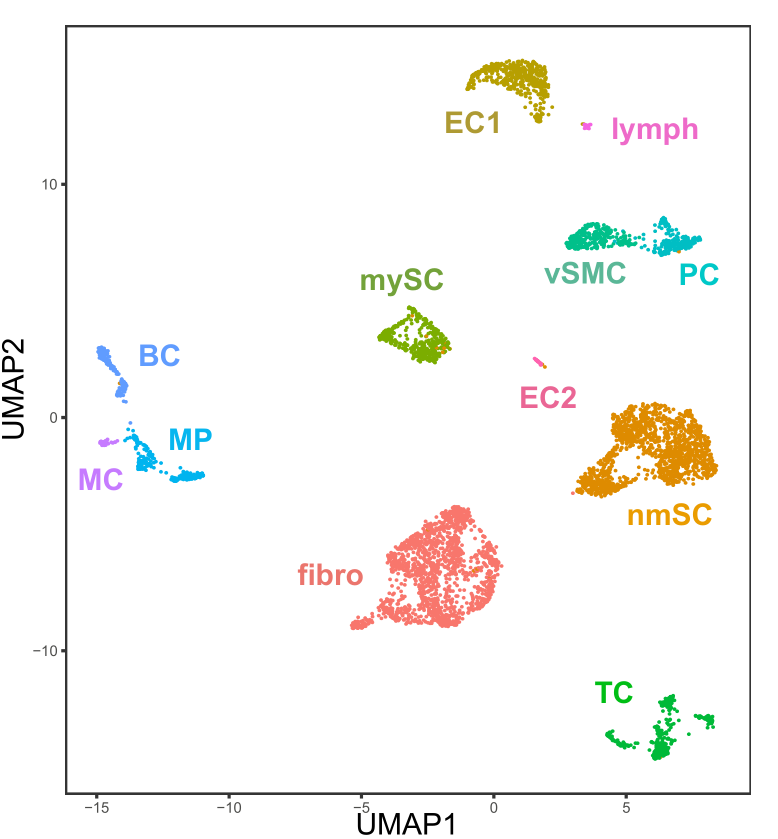 EC1
lymph
10
vSMC
PC
mySC
BC
EC2
0
MP
MC
nmSC
fibro
−10
TC
UMAP2
−15
−10
−5
0
5
UMAP1